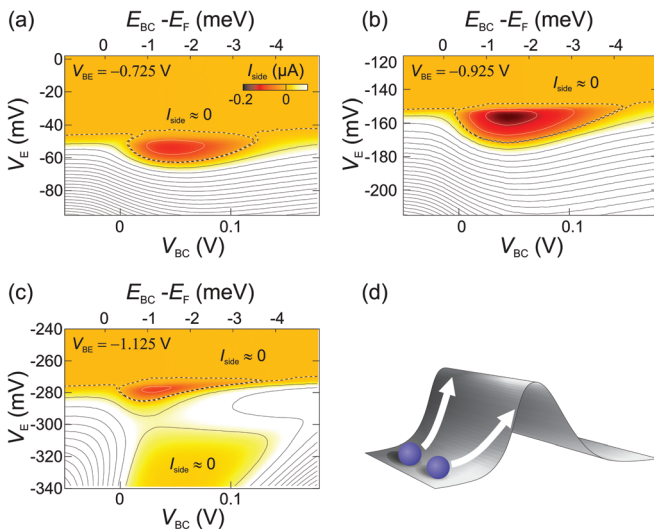 (a)
E_BC -E_F (meV)
0 -1 -2 -3 -4
V_BE = −0.725 V
I_side (µA)
-0.2 0
I_side ≈ 0
V_E (mV)
0
-20
-40
-60
-80
0 0.1
V_BC (V)
(b)
E_BC -E_F (meV)
0 -1 -2 -3 -4
V_BE = −0.925 V
I_side ≈ 0
V_E (mV)
-120
-140
-160
-180
-200
0 0.1
V_BC (V)
(c)
E_BC -E_F (meV)
0 -1 -2 -3 -4
V_BE = −1.125 V
I_side ≈ 0
V_E (mV)
-240
-260
-280
-300
-320
-340
I_side ≈ 0
0 0.1
V_BC (V)
(d)